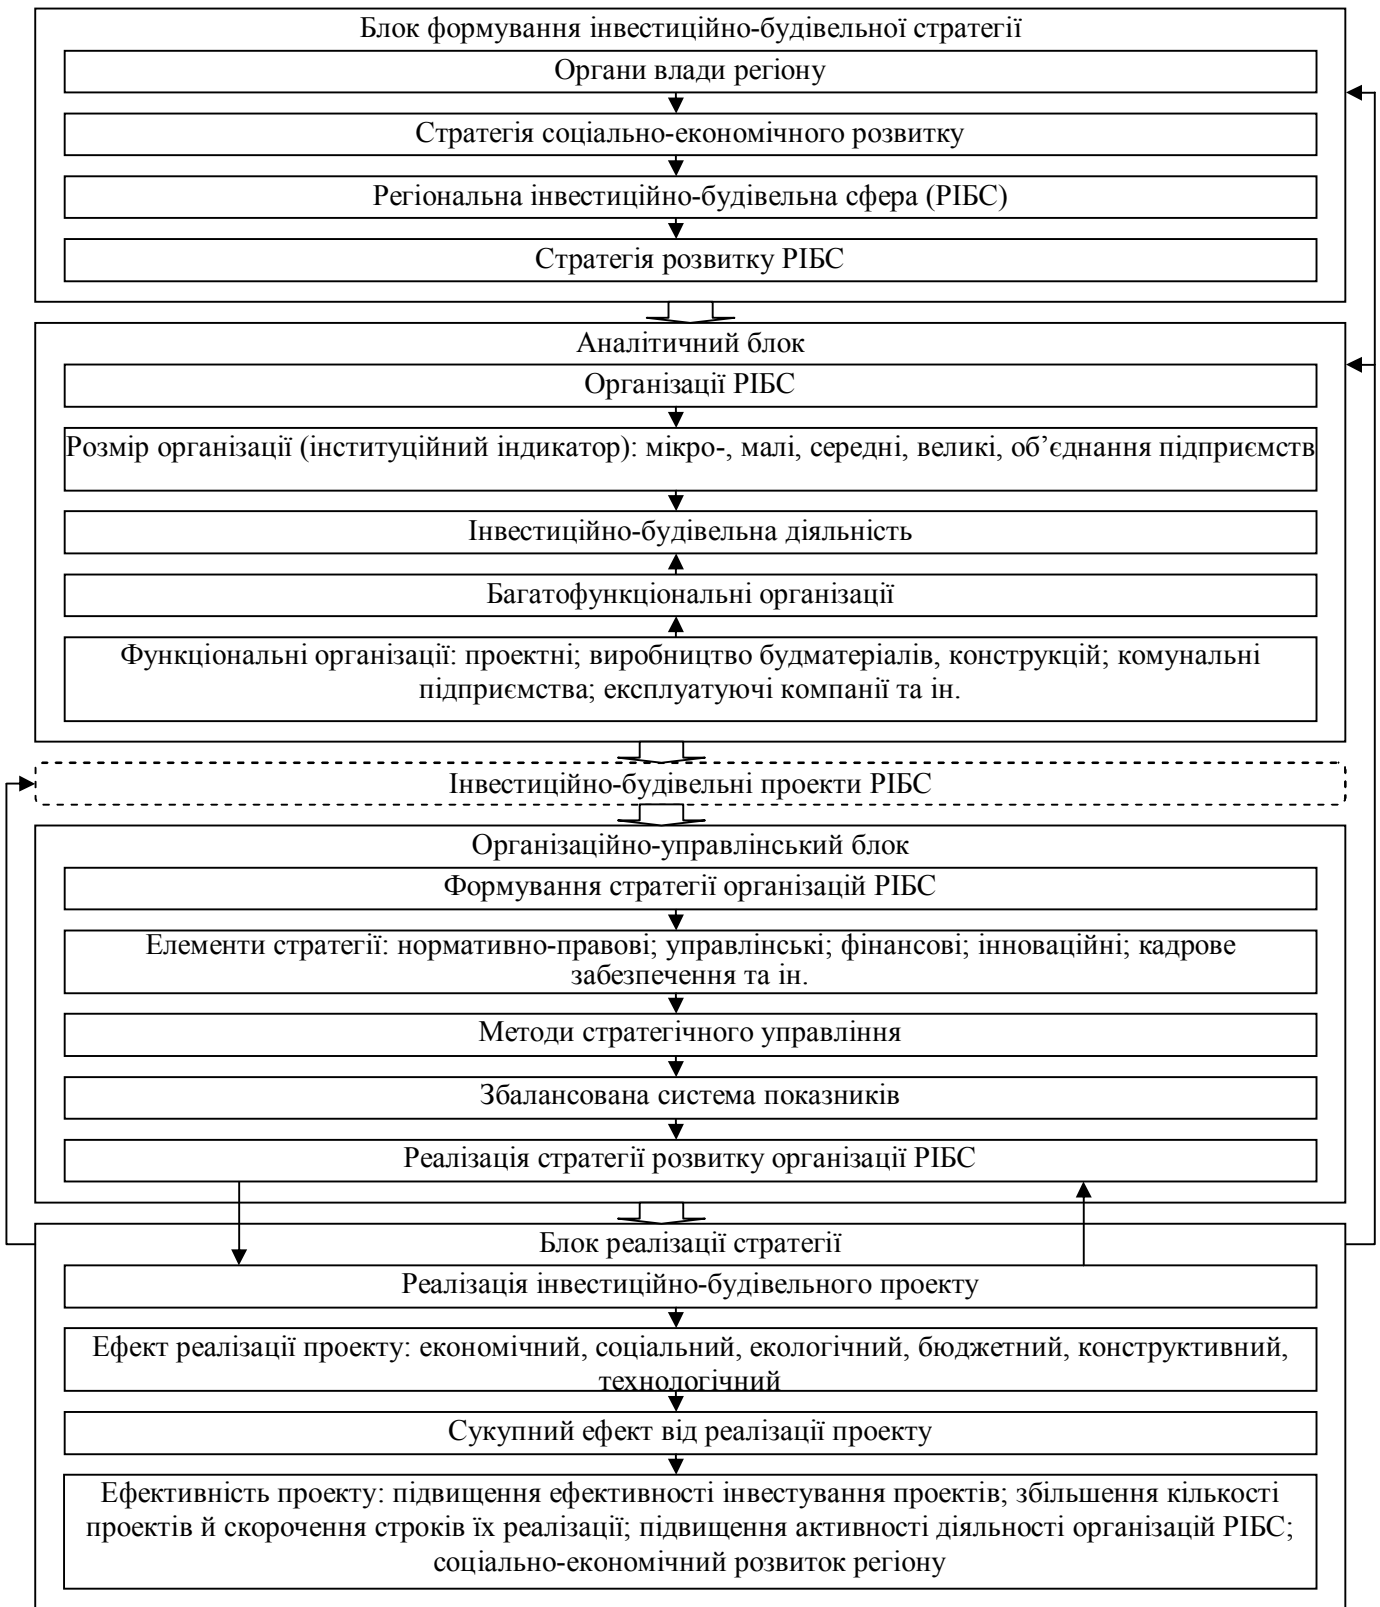 Блок формування інвестиційно-будівельної стратегії
Органи влади регіону
Стратегія соціально-економічного розвитку
Регіональна інвестиційно-будівельна сфера (РІБС)
Стратегія розвитку РІБС
Аналітичний блок
Організації РІБС
Розмір організації (інституційний індикатор): мікро-, малі, середні, великі, об’єднання підприємств
Інвестиційно-будівельна діяльність
Багатофункціональні організації
Функціональні організації: проектні; виробництво будматеріалів, конструкцій; комунальні
підприємства; експлуатуючі компанії та ін.
Інвестиційно-будівельні проекти РІБС
Організаційно-управлінський блок
Формування стратегії організацій РІБС
Елементи стратегії: нормативно-правові; управлінські; фінансові; інноваційні; кадрове
забезпечення та ін.
Методи стратегічного управління
Збалансована система показників
Реалізація стратегії розвитку організації РІБС
Блок реалізації стратегії
Реалізація інвестиційно-будівельного проекту
Ефект реалізації проекту: економічний, соціальний, екологічний, бюджетний, конструктивний,
технологічний
Сукупний ефект від реалізації проекту
Ефективність проекту: підвищення ефективності інвестування проектів; збільшення кількості
проектів й скорочення строків їх реалізації; підвищення активності діяльності організацій РІБС;
соціально-економічний розвиток регіону